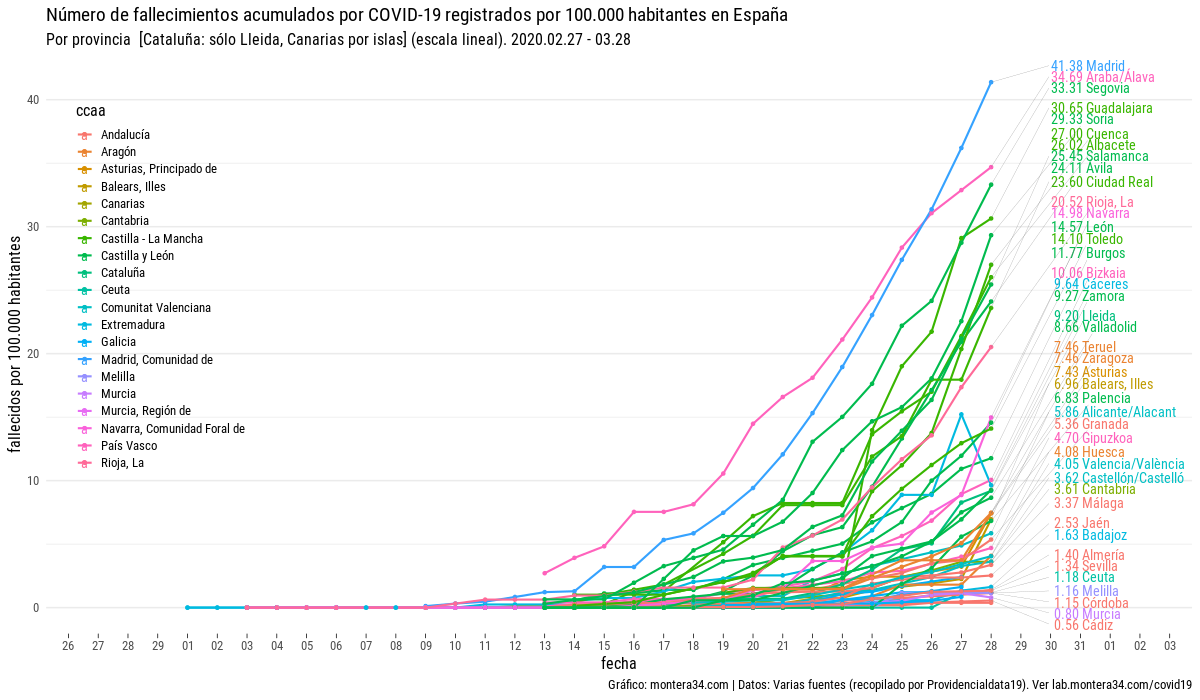 Número de fallecimientos acumulados por COVID-19 registrados por 100.000 habitantes en España
Por provincia [Cataluña: sólo Lleida, Canarias por islas] (escala lineal). 2020.02.27 - 03.28
fallecidos por 100.000 habitantes
40
30
20
10
0
ccaa
Andalucía
Aragón
Asturias, Principado de
Balears, Illes
Canarias
Cantabria
Castilla - La Mancha
Castilla y León
Cataluña
Ceuta
Comunitat Valenciana
Extremadura
Galicia
Madrid, Comunidad de
Melilla
Murcia
Murcia, Región de
Navarra, Comunidad Foral de
País Vasco
Rioja, La
41.38 Madrid
34.69 Araba/Álava
33.31 Segovia
30.65 Guadalajara
29.33 Soria
27.00 Cuenca
26.02 Albacete
25.45 Salamanca
24.11 Ávila
23.60 Ciudad Real
20.52 Rioja, La
14.98 Navarra
14.57 León
14.10 Toledo
11.77 Burgos
10.06 Bizkaia
9.64 Cáceres
9.27 Zamora
9.20 Lleida
8.66 Valladolid
7.46 Teruel
7.46 Zaragoza
7.43 Asturias
6.96 Balears, Illes
6.83 Palencia
5.86 Alicante/Alacant
5.36 Granada
4.70 Gipuzkoa
4.08 Huesca
4.05 Valencia/València
3.62 Castellón/Castelló
3.61 Cantabria
3.37 Málaga
2.53 Jaén
1.63 Badajoz
1.40 Almería
1.34 Sevilla
1.18 Ceuta
1.16 Melilla
1.15 Córdoba
0.80 Murcia
0.56 Cádiz
26 27 28 29 01 02 03 04 05 06 07 08 09 10 11 12 13 14 15 16 17 18 19 20 21 22 23 24 25 26 27 28 29 30 31 01 02 03
fecha
Gráfico: montera34.com | Datos: Varias fuentes (recopilado por Providencialdata19). Ver lab.montera34.com/covid19